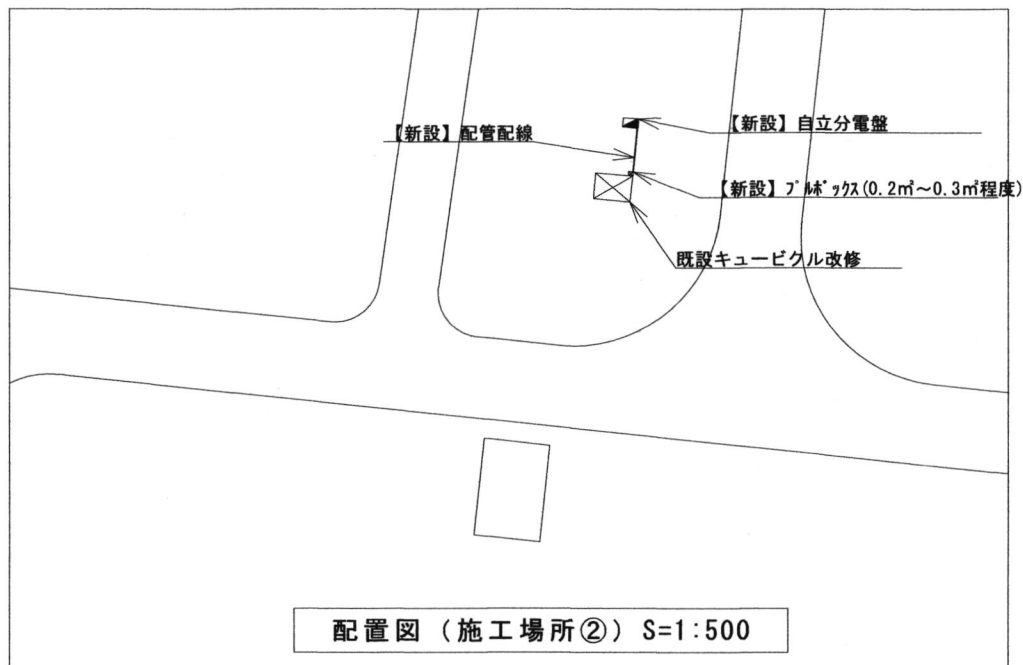 【新設】自立分電盤
【新設】配管配線
【新設】プルボックス(0.2㎡～0.3㎡程度)
既設キュービクル改修
配置図（施工場所②）S=1:500